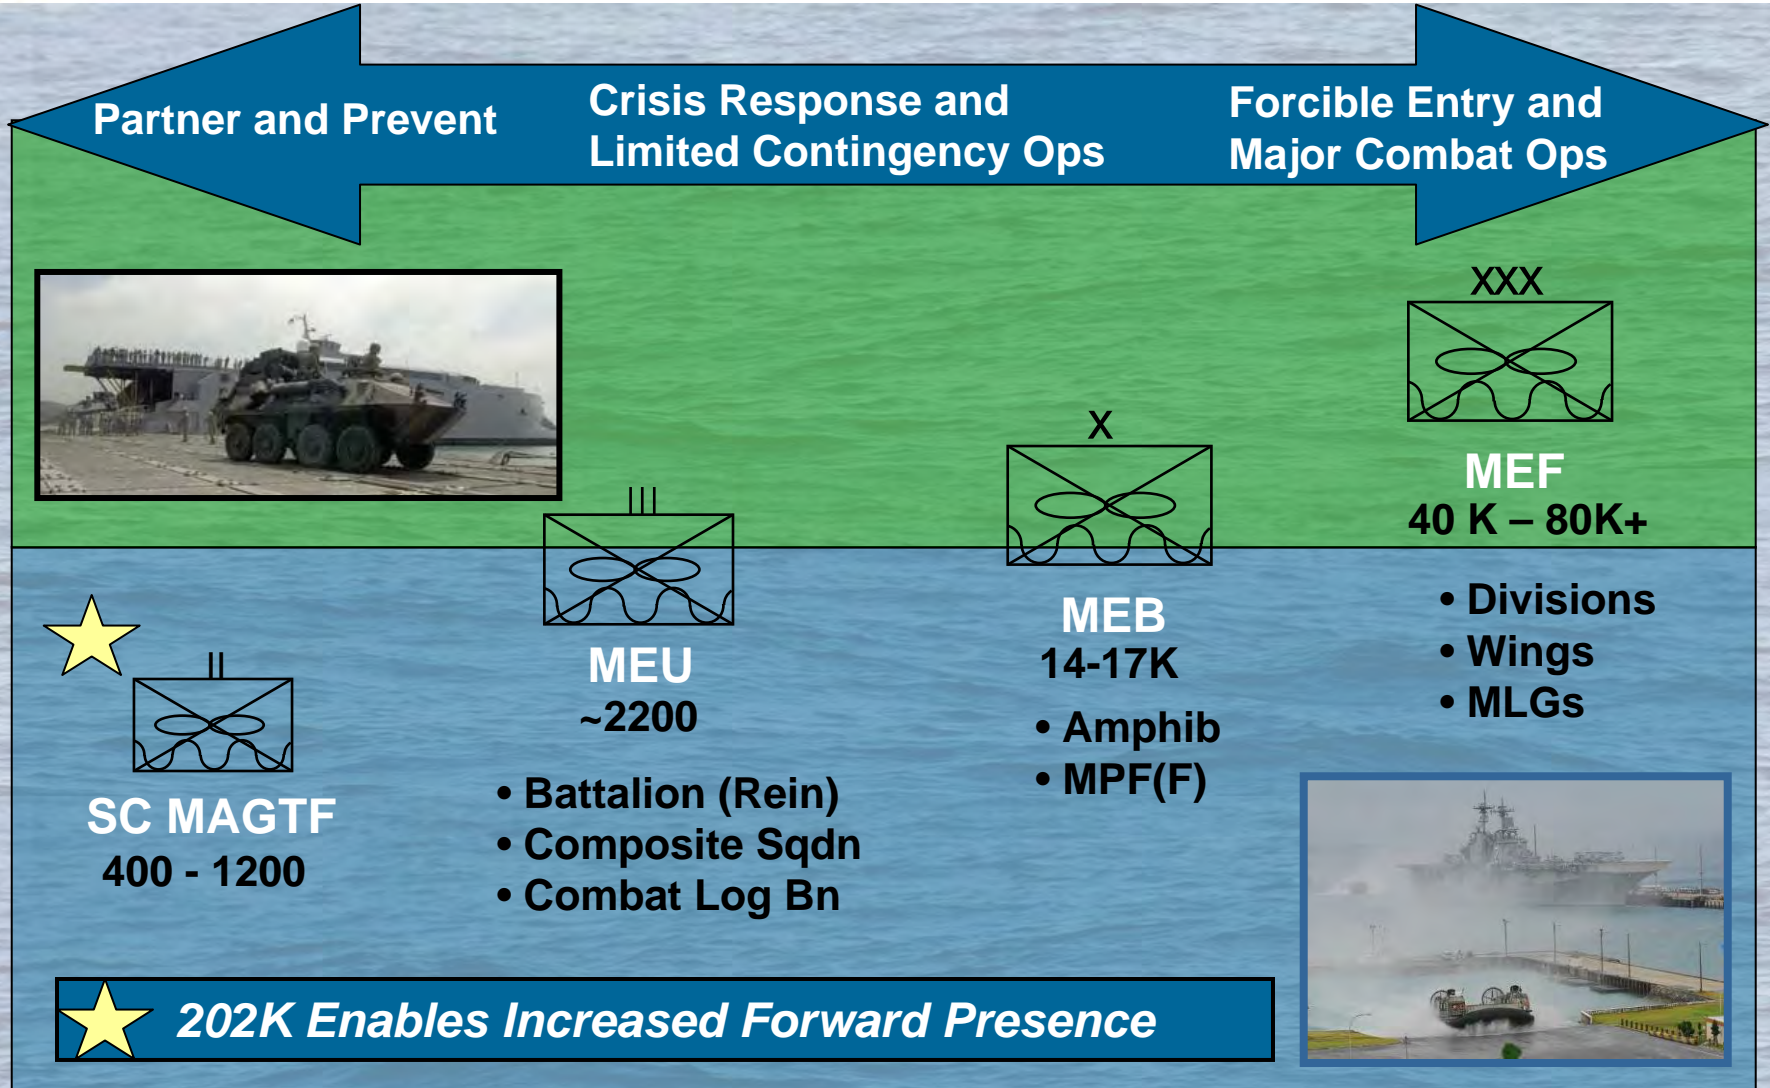 Partner and Prevent
Crisis Response and
Limited Contingency Ops
Forcible Entry and
Major Combat Ops
XXX
MEF
40 K – 80K+
• Divisions
• Wings
• MLGs
X
MEB
14-17K
• Amphib
• MPF(F)
III
MEU
~2200
• Battalion (Rein)
• Composite Sqdn
• Combat Log Bn
II
SC MAGTF
400 - 1200
202K Enables Increased Forward Presence